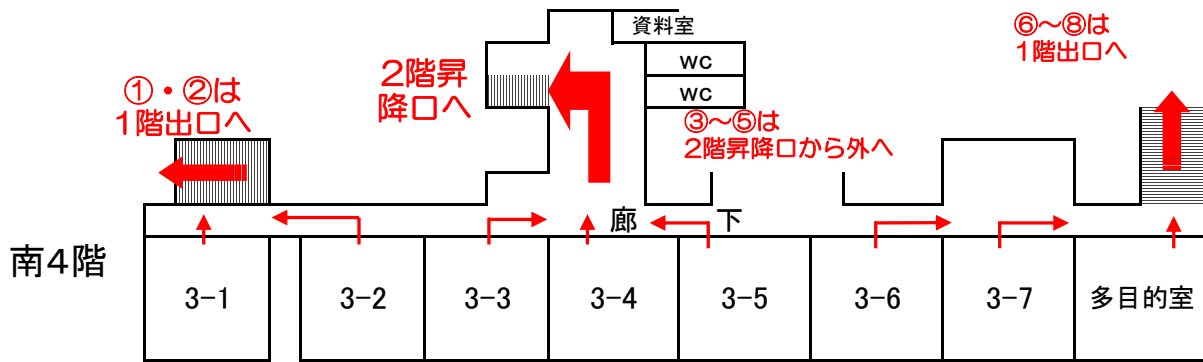 資料室
WC
WC
⑥～⑧は
1階出口へ
2階昇
降口へ
①・②は
1階出口へ
③～⑤は
2階昇降口から外へ
廊下
南4階
3-1
3-2
3-3
3-4
3-5
3-6
3-7
多目的室